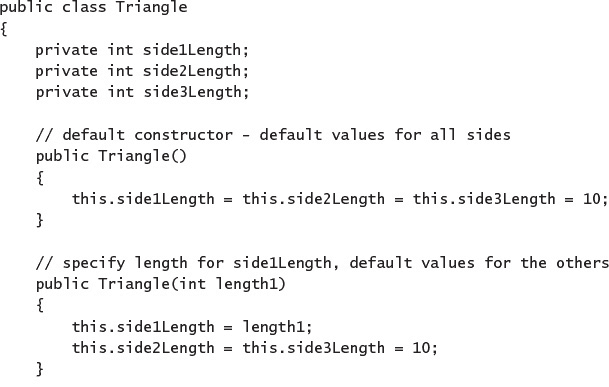 public class Triangle
{
    private int side1Length;
    private int side2Length;
    private int side3Length;

    // default constructor - default values for all sides
    public Triangle()
    {
        this.side1Length = this.side2Length = this.side3Length = 10;
    }

    // specify length for side1Length, default values for the others
    public Triangle(int length1)
    {
        this.side1Length = length1;
        this.side2Length = this.side3Length = 10;
    }